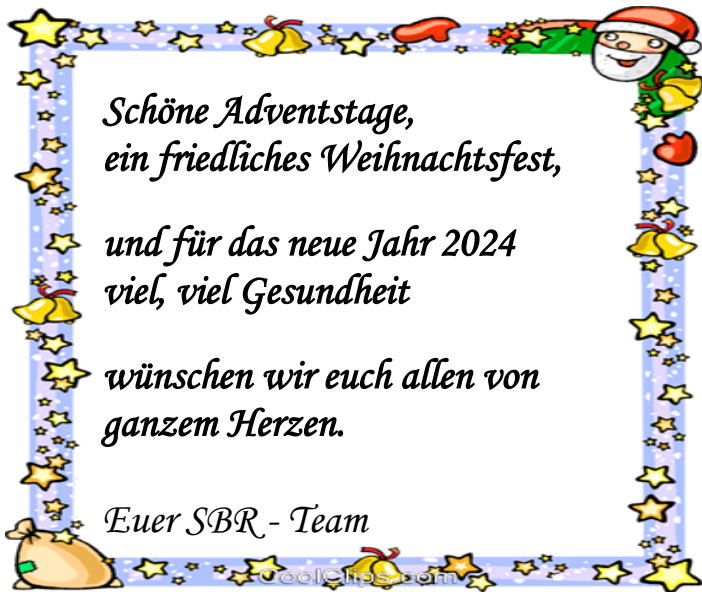 Schöne Adventstage,
ein friedliches Weihnachtsfest,
und für das neue Jahr 2024
viel, viel Gesundheit
wünschen wir euch allen von
ganzem Herzen.
Euer SBR - Team
CoolClips.com